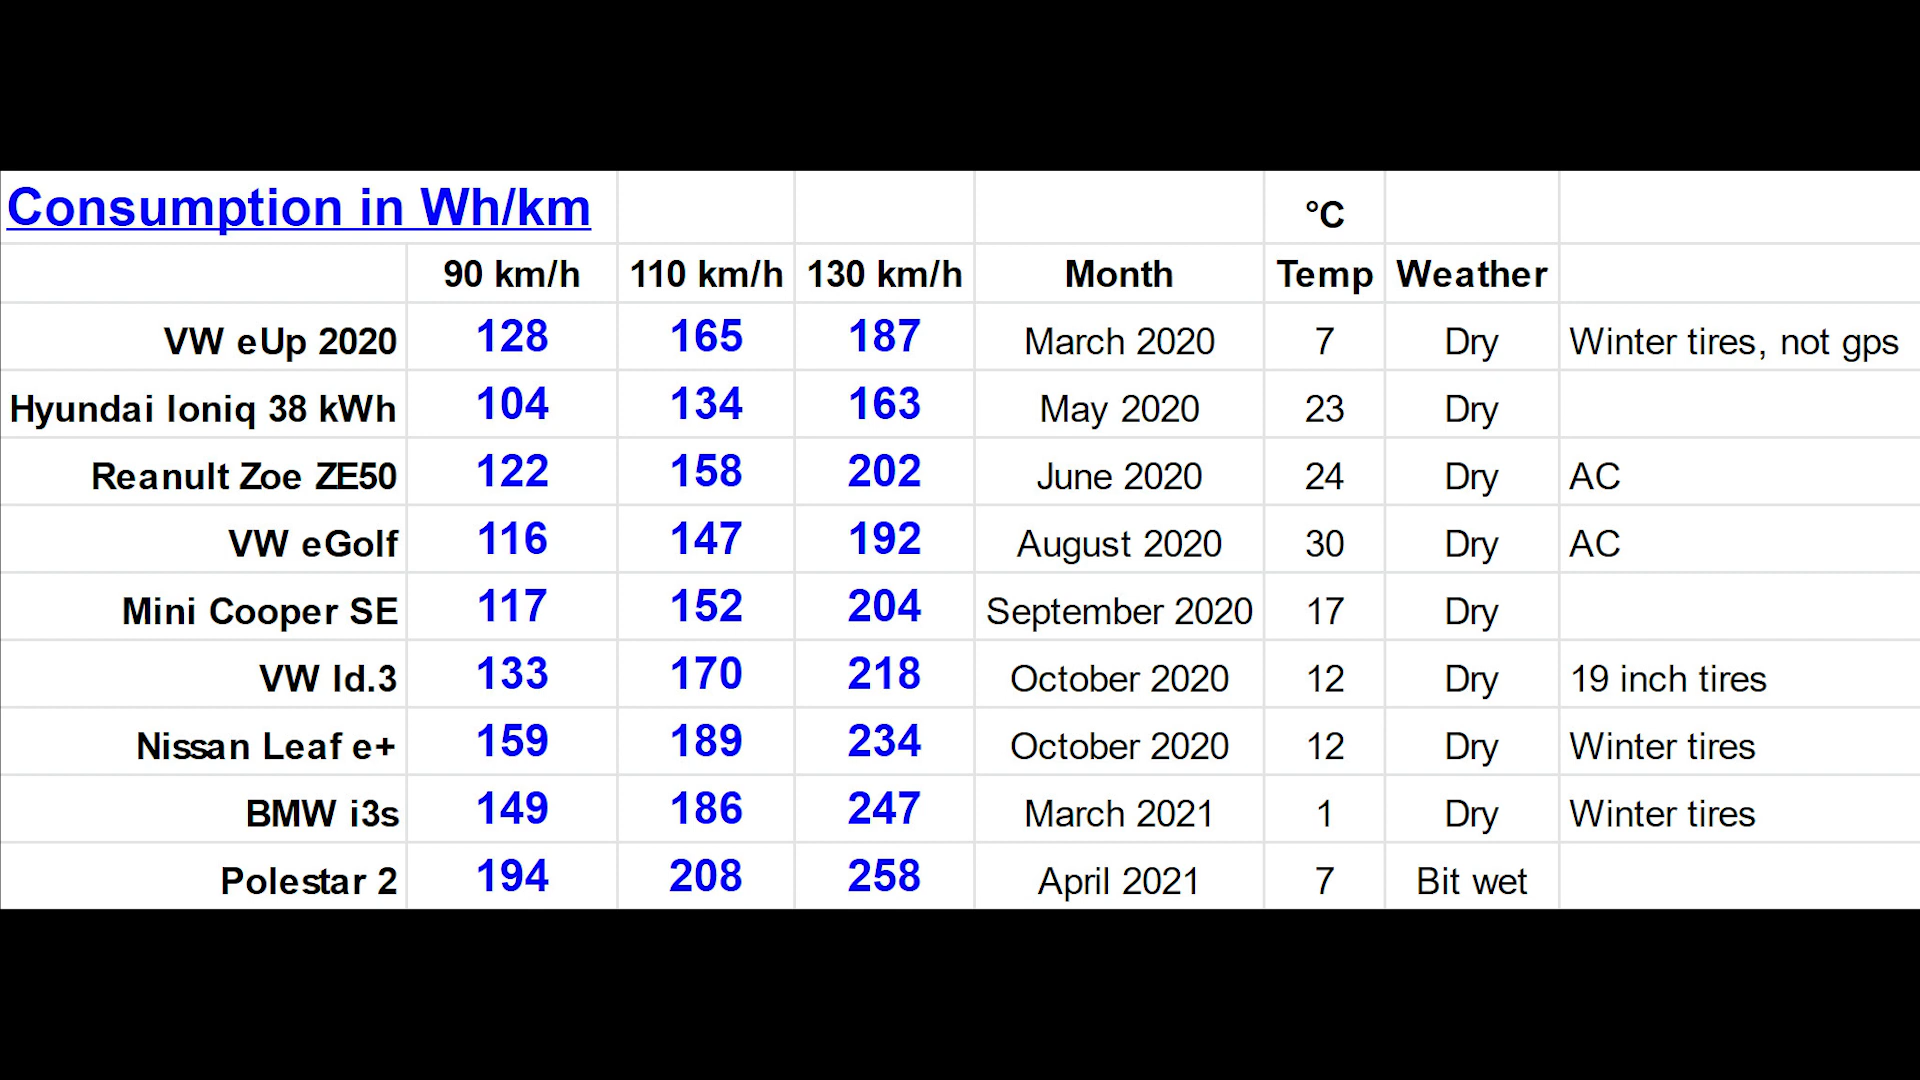 Consumption in Wh/km °C
90 km/h 110 km/h 130 km/h Month Temp Weather
VW eUp 2020 128 165 187 March 2020 7 Dry Winter tires, not gps
Hyundai Ioniq 38 kWh 104 134 163 May 2020 23 Dry
Reanult Zoe ZE50 122 158 202 June 2020 24 Dry AC
VW eGolf 116 147 192 August 2020 30 Dry AC
Mini Cooper SE 117 152 204 September 2020 17 Dry
VW Id.3 133 170 218 October 2020 12 Dry 19 inch tires
Nissan Leaf e+ 159 189 234 October 2020 12 Dry Winter tires
BMW i3s 149 186 247 March 2021 1 Dry Winter tires
Polestar 2 194 208 258 April 2021 7 Bit wet